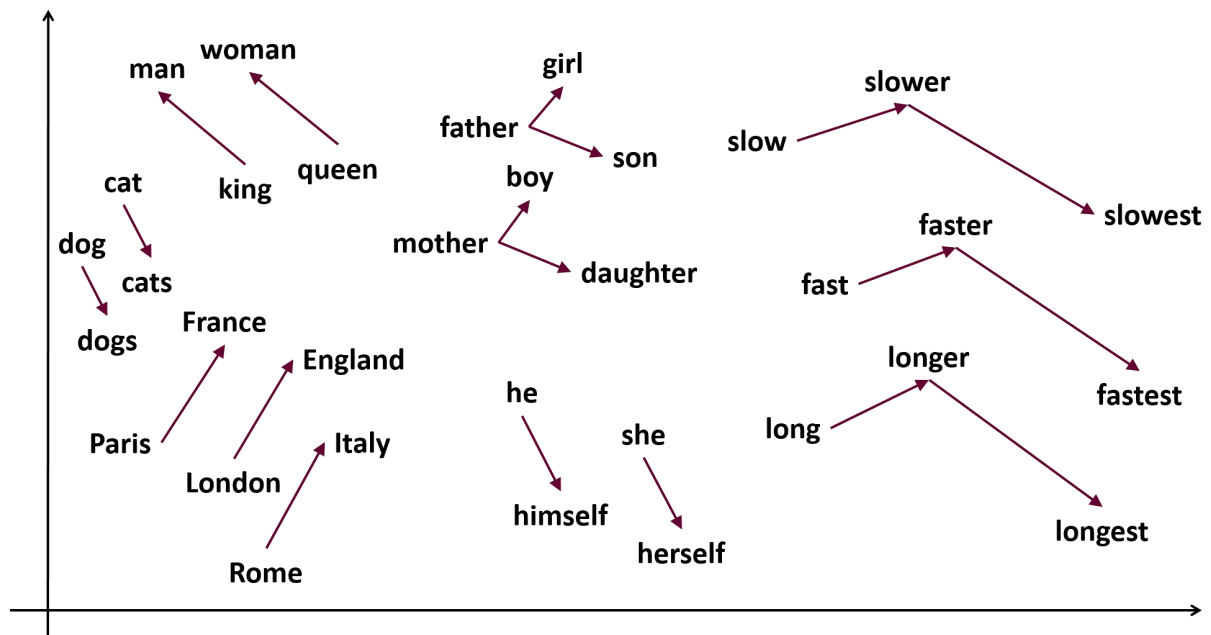 woman
man
girl
slower
father
slow
son
queen
boy
cat
king
slowest
faster
dog
mother
daughter
cats
fast
France
dogs
England
longer
he
fastest
Paris
Italy
she
long
London
himself
longest
herself
Rome